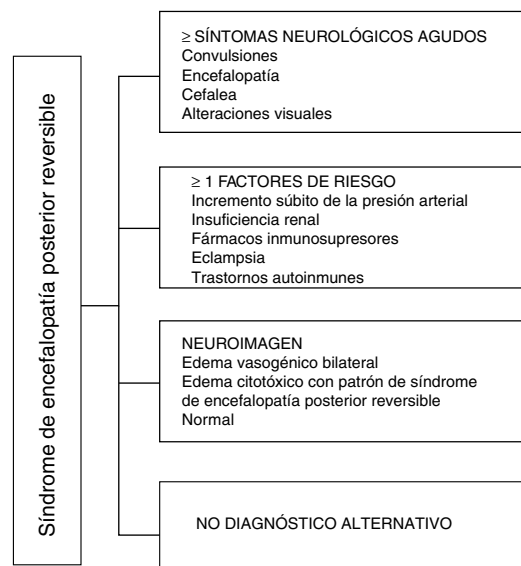 Síndrome de encefalopatía posterior reversible
≥ SÍNTOMAS NEUROLÓGICOS AGUDOS
Convulsiones
Encefalopatía
Cefalea
Alteraciones visuales
≥ 1 FACTORES DE RIESGO
Incremento súbito de la presión arterial
Insuficiencia renal
Fármacos inmunosupresores
Eclampsia
Trastornos autoinmunes
NEUROIMAGEN
Edema vasogénico bilateral
Edema citotóxico con patrón de síndrome
de encefalopatía posterior reversible
Normal
NO DIAGNÓSTICO ALTERNATIVO